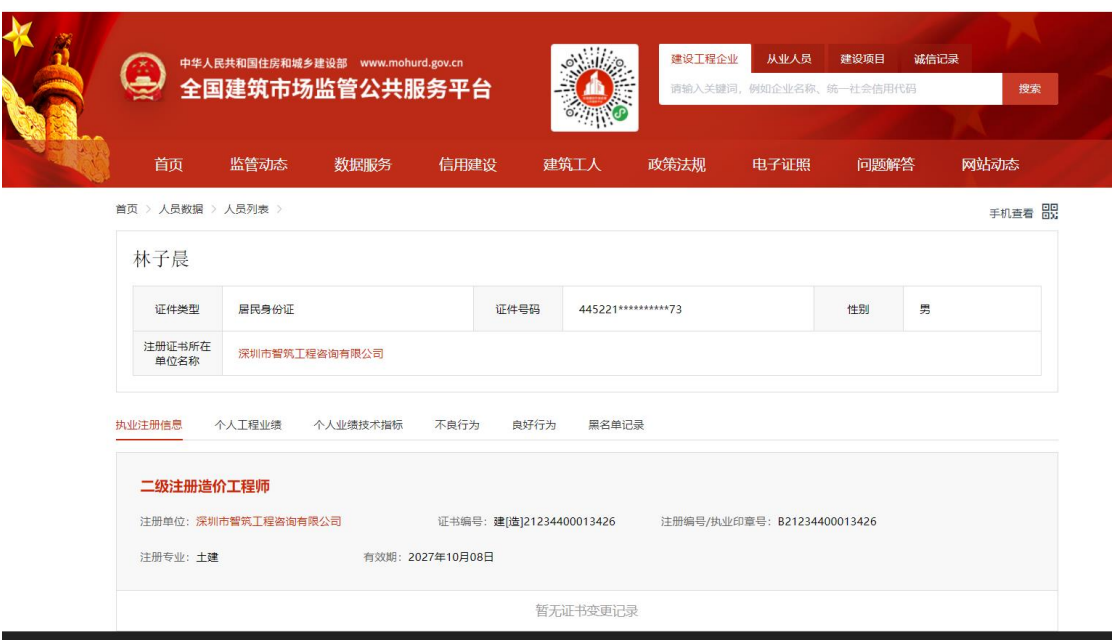 中华人民共和国住房和城乡建设部 www.mohurd.gov.cn
全国建筑市场监管公共服务平台
建设工程企业 从业人员 建设项目 诚信记录
请输入关键词，例如企业名称、统一社会信用代码 搜索
首页 监管动态 数据服务 信用建设 建筑工人 政策法规 电子证照 问题解答 网站动态
首页 > 人员数据 > 人员列表 >
手机查看
林子晨
证件类型 居民身份证 证件号码 445221**********73 性别 男
注册证书所在
单位名称
深圳市智筑工程咨询有限公司
执业注册信息 个人工程业绩 个人业绩技术指标 不良行为 良好行为 黑名单记录
二级注册造价工程师
注册单位：深圳市智筑工程咨询有限公司 证书编号：建[造]21234400013426 注册编号/执业印章号：B21234400013426
注册专业：土建 有效期：2027年10月08日
暂无证书变更记录